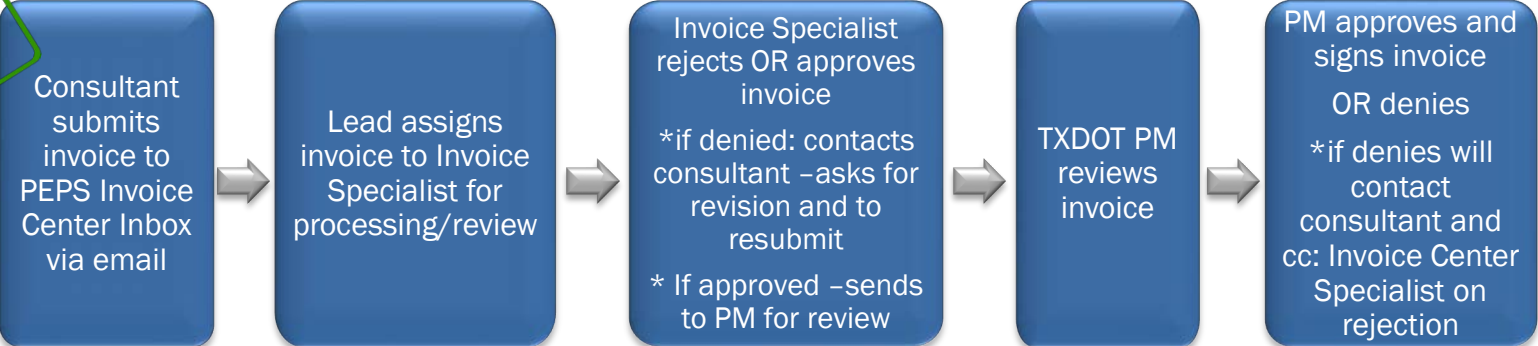 Consultant
submits
invoice to
PEPS Invoice
Center Inbox
via email
Lead assigns
invoice to Invoice
Specialist for
processing/review
Invoice Specialist
rejects OR approves
invoice
*if denied: contacts
consultant –asks for
revision and to
resubmit
* If approved –sends
to PM for review
TXDOT PM
reviews
invoice
PM approves and
signs invoice
OR denies
*if denies will
contact
consultant and
cc: Invoice Center
Specialist on
rejection